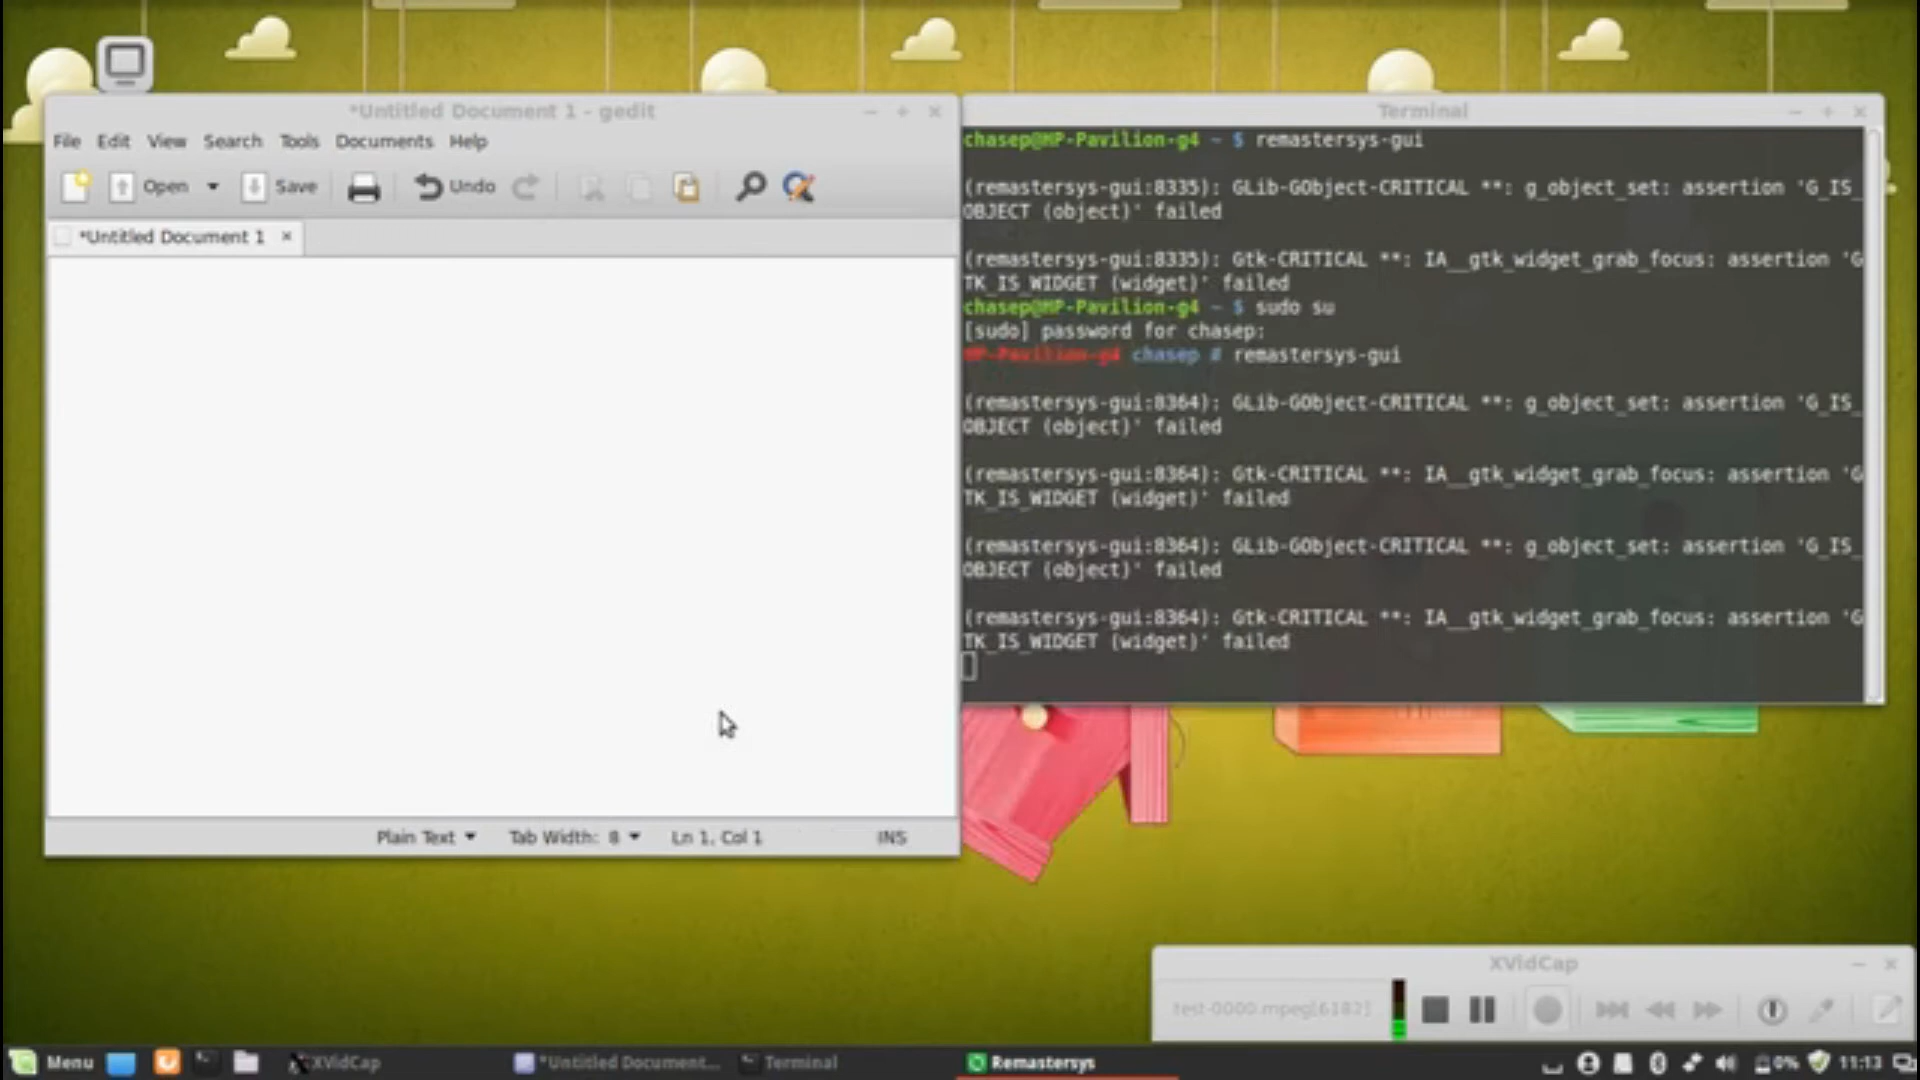 *Untitled Document 1 - gedit
File Edit View Search Tools Documents Help
Open Save Undo
*Untitled Document 1
Plain Text Tab Width: 8 Ln 1, Col 1 INS
Terminal
chasep@HP-Pavilion-g4 ~ $ remastersys-gui
(remastersys-gui:8335): GLib-GObject-CRITICAL **: g_object_set: assertion 'G_IS_
OBJECT (object)' failed
(remastersys-gui:8335): Gtk-CRITICAL **: IA__gtk_widget_grab_focus: assertion 'G
TK_IS_WIDGET (widget)' failed
chasep@HP-Pavilion-g4 ~ $ sudo su
[sudo] password for chasep:
HP-Pavilion-g4 chasep # remastersys-gui
(remastersys-gui:8364): GLib-GObject-CRITICAL **: g_object_set: assertion 'G_IS_
OBJECT (object)' failed
(remastersys-gui:8364): Gtk-CRITICAL **: IA__gtk_widget_grab_focus: assertion 'G
TK_IS_WIDGET (widget)' failed
(remastersys-gui:8364): GLib-GObject-CRITICAL **: g_object_set: assertion 'G_IS_
OBJECT (object)' failed
(remastersys-gui:8364): Gtk-CRITICAL **: IA__gtk_widget_grab_focus: assertion 'G
TK_IS_WIDGET (widget)' failed
XVidCap
test-0000.mpeg[6182]
Menu XVidCap *Untitled Document... Terminal Remastersys 0% 11:13